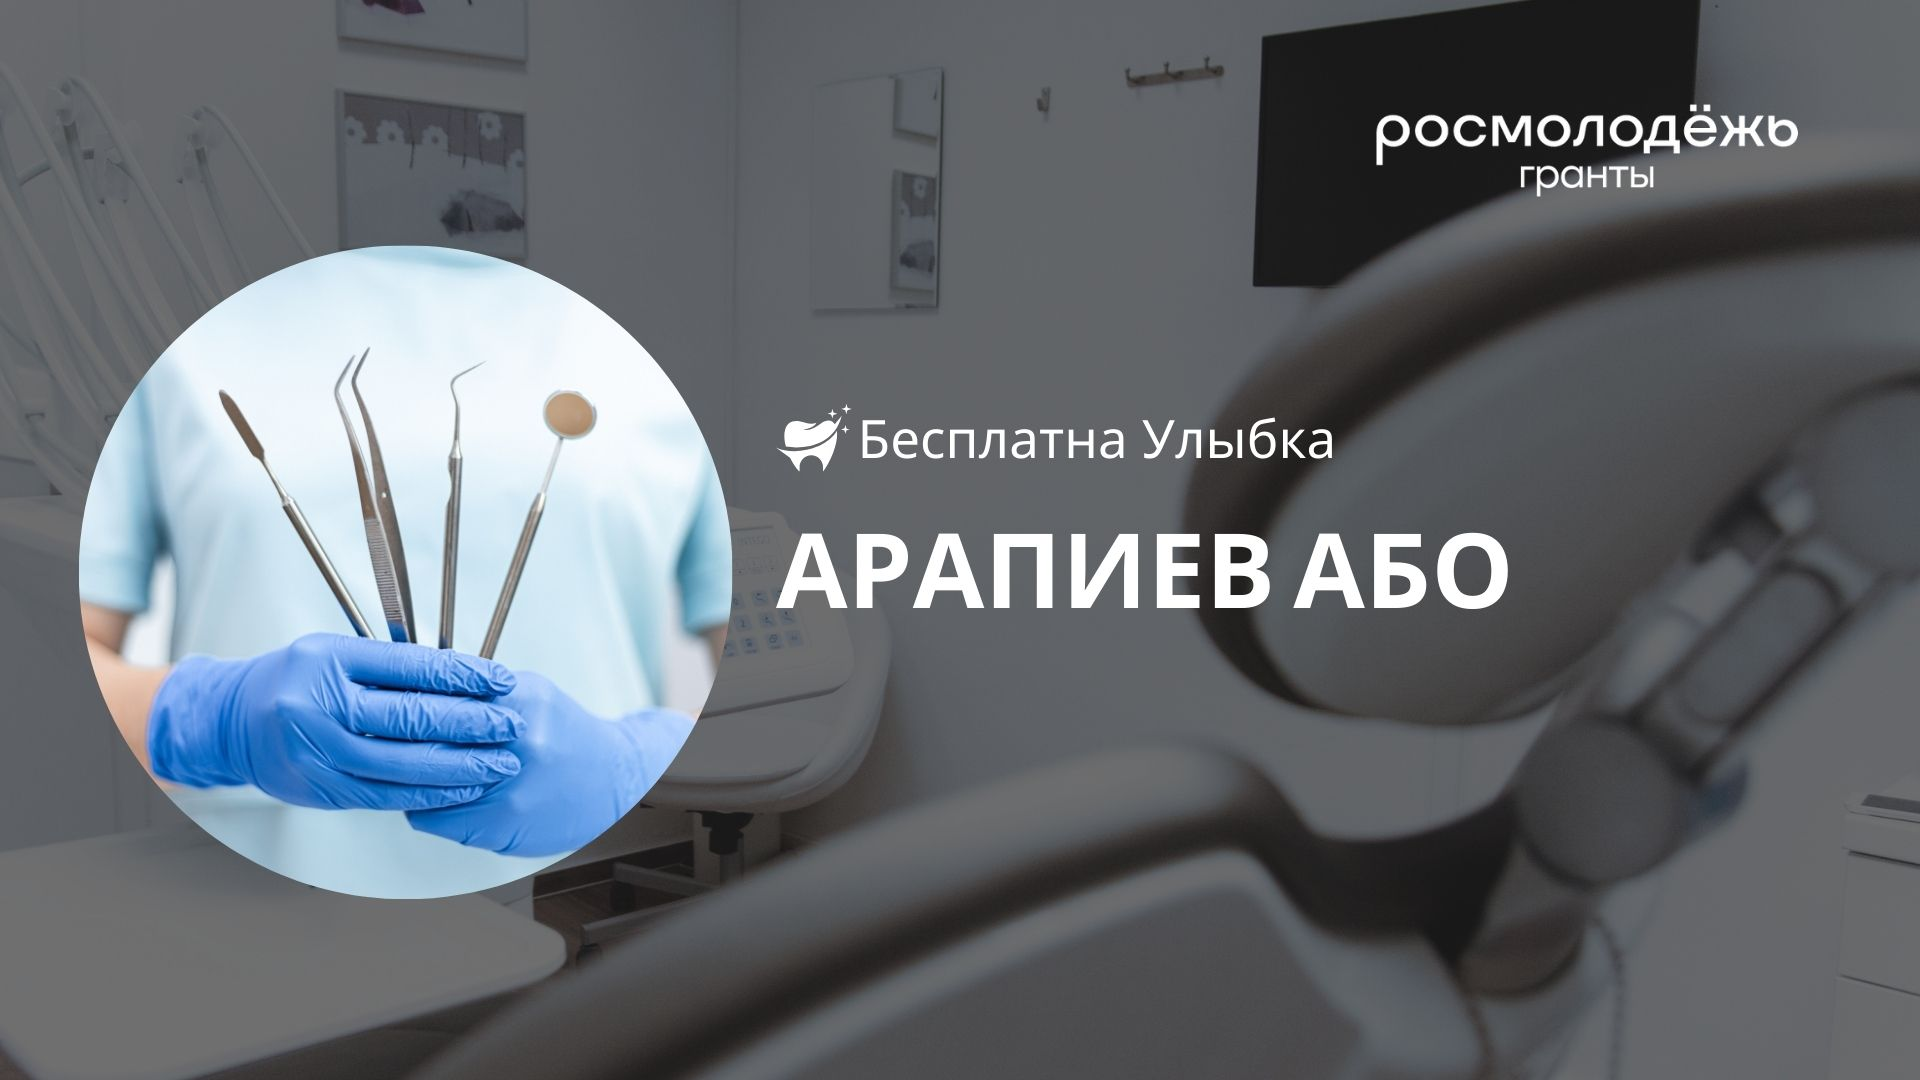 росмолодёжь
гранты
Бесплатна Улыбка
АРАПИЕВ АБО